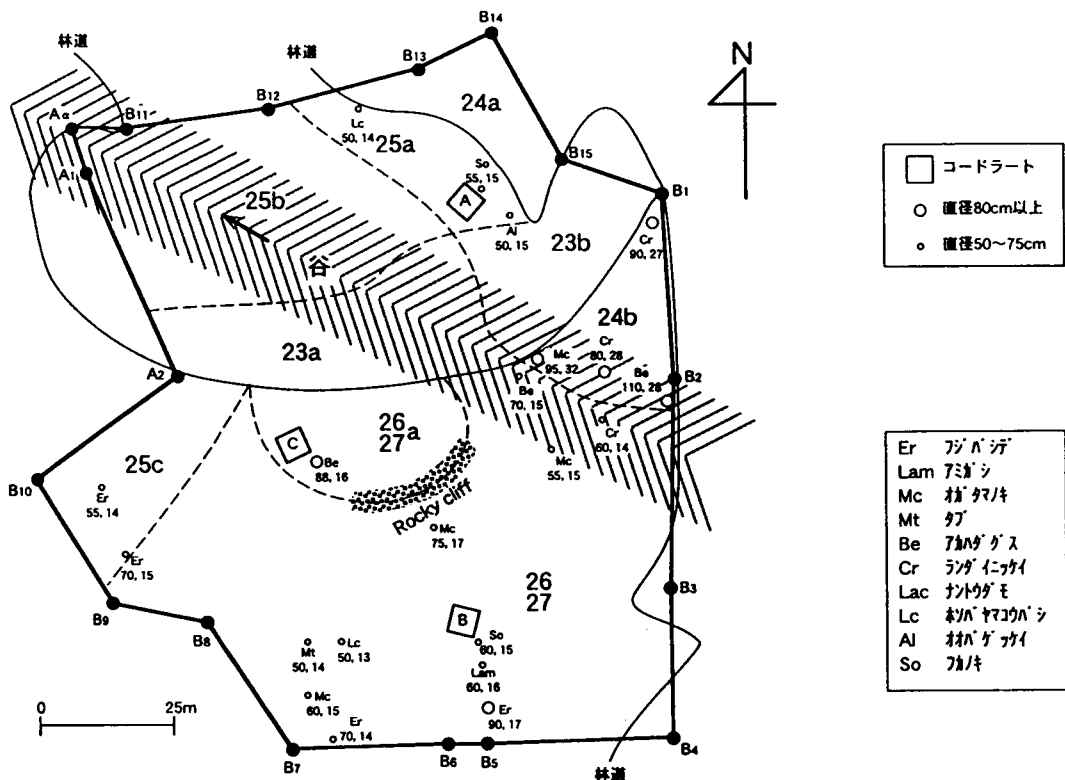 B14
林道
林道
B13
N
24a
B12
Aα
B11
Lc
50, 14
25a
B15
A1
So
55, 15
A
B1
25b
Al
50, 15
23b
Cr
90, 27
谷
24b
Cr
80, 28
Mc
95, 32
23a
Be
110, 28
A2
B2
Be
70, 15
Cr
60, 14
26a
27
C
Be
88, 16
Mc
55, 15
25c
B10
Er
55, 14
Rocky cliff
Mc
75, 17
Er
70, 15
26
27
B3
B9
B8
B
So
60, 15
Mt
50, 14
Lc
50, 13
Lam
60, 16
Mc
60, 15
Er
90, 17
Er
70, 14
0 25m
B7
B6
B5
B4
林道
コードラート
直径80cm以上
直径50〜75cm
Er フジバシデ
Lam アミガシ
Mc オガタマノキ
Mt タブ
Be アカハダグス
Cr ランダイニッケイ
Lac ナントウダモ
Lc ホソバヤマコウバシ
Al オオバゲッケイ
So フカノキ